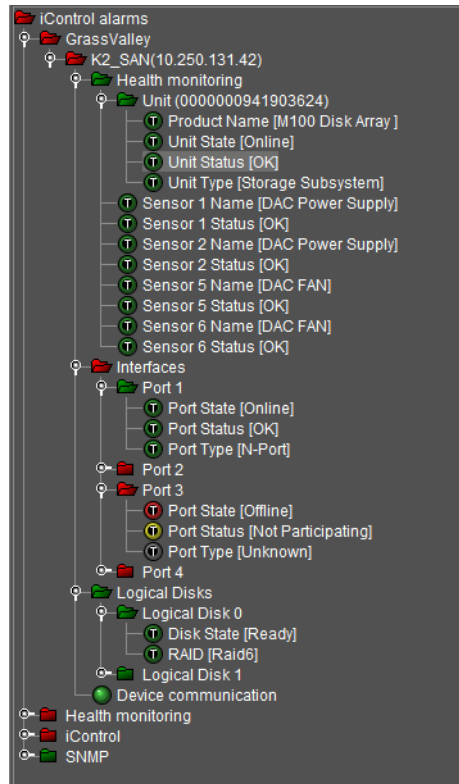 iControl alarms
GrassValley
K2_SAN(10.250.131.42)
Health monitoring
Unit (0000000941903624)
Product Name [M100 Disk Array ]
Unit State [Online]
Unit Status [OK]
Unit Type [Storage Subsystem]
Sensor 1 Name [DAC Power Supply]
Sensor 1 Status [OK]
Sensor 2 Name [DAC Power Supply]
Sensor 2 Status [OK]
Sensor 5 Name [DAC FAN]
Sensor 5 Status [OK]
Sensor 6 Name [DAC FAN]
Sensor 6 Status [OK]
Interfaces
Port 1
T Port State [Online]
T Port Status [OK]
T Port Type [N-Port]
Port 2
Port 3
T Port State [Offline]
T Port Status [Not Participating]
T Port Type [Unknown]
Port 4
Logical Disks
Logical Disk 0
T Disk State [Ready]
T RAID [Raid6]
Logical Disk 1
Device communication
Health monitoring
iControl
SNMP